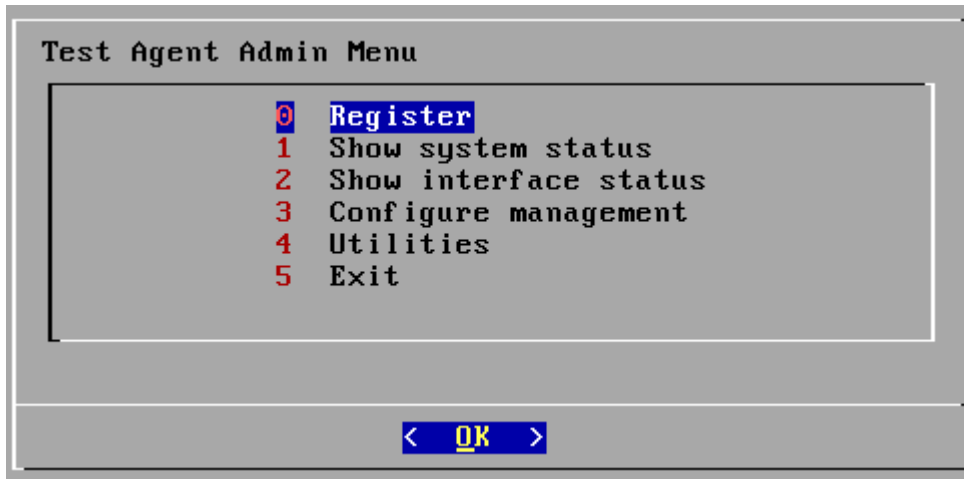 Test Agent Admin Menu
0 Register
1 Show system status
2 Show interface status
3 Configure management
4 Utilities
5 Exit
< OK >